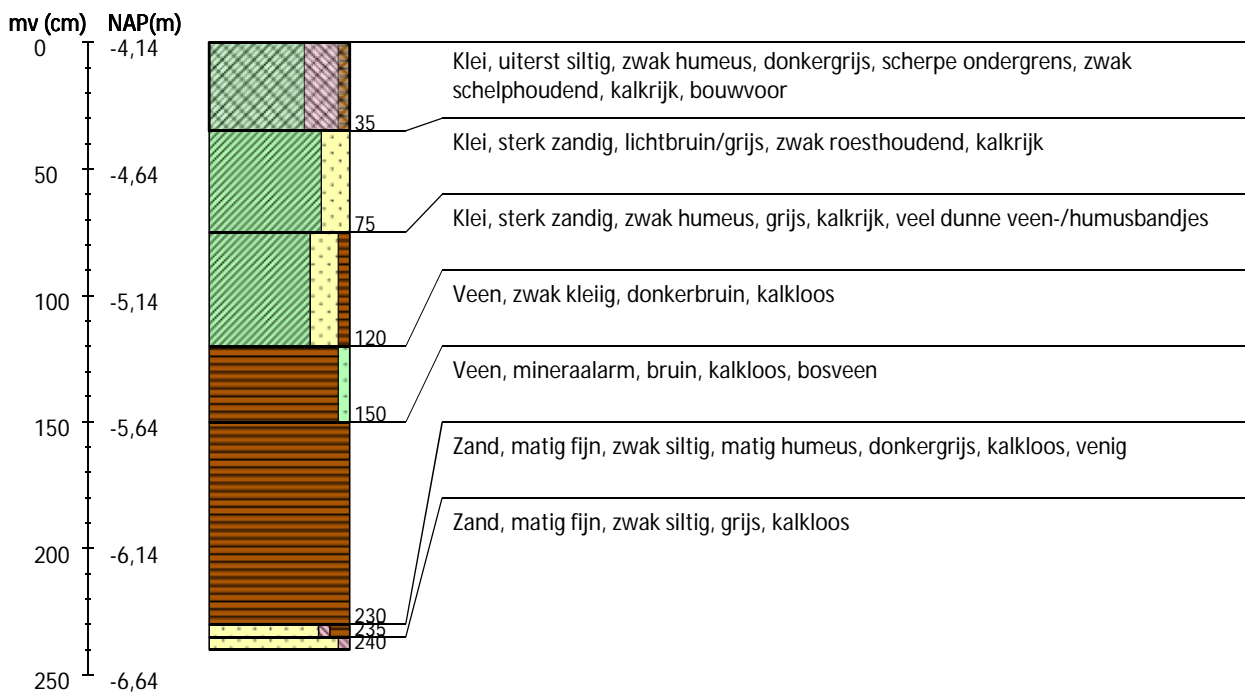 mv (cm) NAP(m)
0 -4,14
Klei, uiterst siltig, zwak humeus, donkergrijs, scherpe ondergrens, zwak
schelphoudend, kalkrijk, bouwvoor
35
Klei, sterk zandig, lichtbruin/grijs, zwak roesthoudend, kalkrijk
50 -4,64
75
Klei, sterk zandig, zwak humeus, grijs, kalkrijk, veel dunne veen-/humusbandjes
100 -5,14
Veen, zwak kleiig, donkerbruin, kalkloos
120
Veen, mineraalarm, bruin, kalkloos, bosveen
150
150 -5,64
Zand, matig fijn, zwak siltig, matig humeus, donkergrijs, kalkloos, venig
Zand, matig fijn, zwak siltig, grijs, kalkloos
200 -6,14
230
235
240
250 -6,64